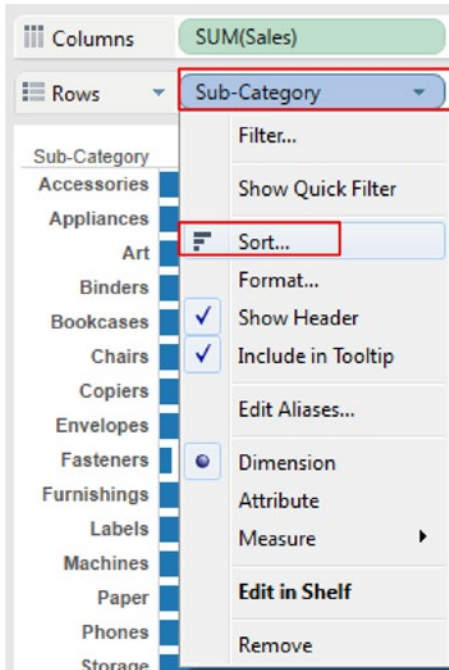 Columns
SUM(Sales)
Rows
Sub-Category
Sub-Category
Accessories
Appliances
Art
Binders
Bookcases
Chairs
Copiers
Envelopes
Fasteners
Furnishings
Labels
Machines
Paper
Phones
Storage
Filter...
Show Quick Filter
Sort...
Format...
Show Header
Include in Tooltip
Edit Aliases...
Dimension
Attribute
Measure
Edit in Shelf
Remove